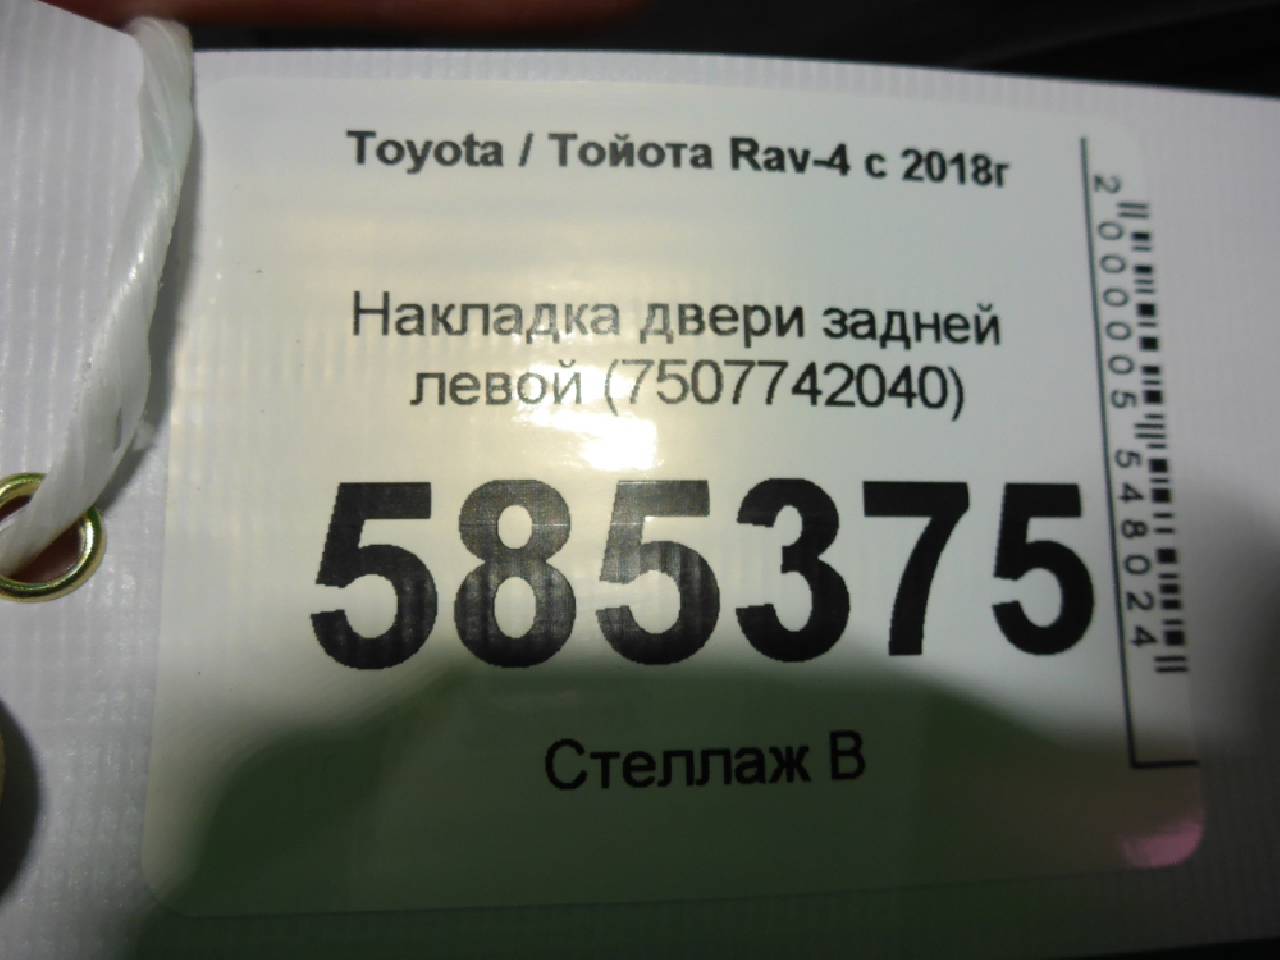 Toyota / Тойота Rav-4 с 2018г
Накладка двери задней
левой (7507742040)
585375
Стеллаж В
2000005548024